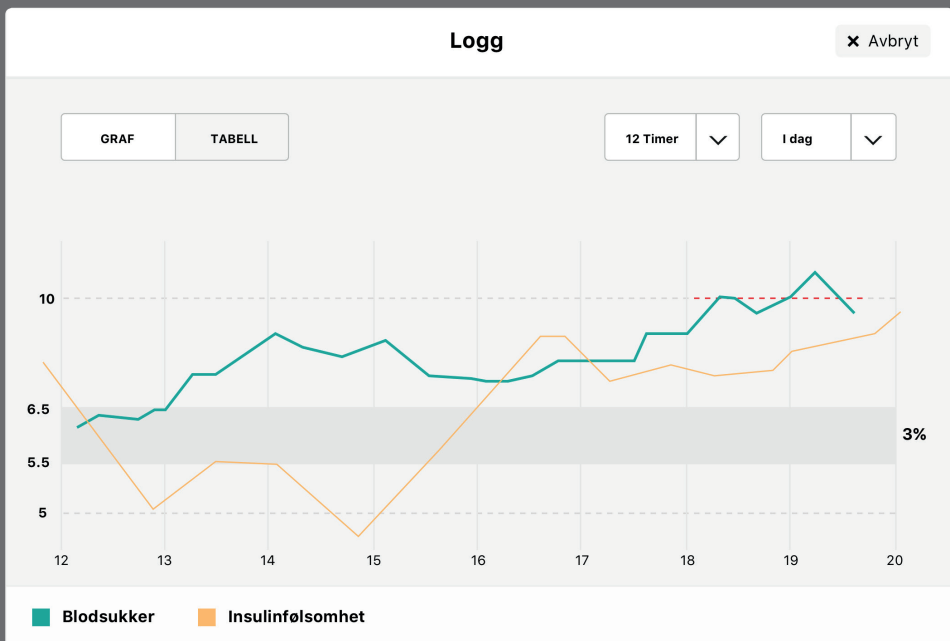 Logg
✕ Avbryt
GRAF TABELL 12 Timer I dag
10
6.5
3%
5.5
5
12 13 14 15 16 17 18 19 20
Blodsukker Insulinfølsomhet